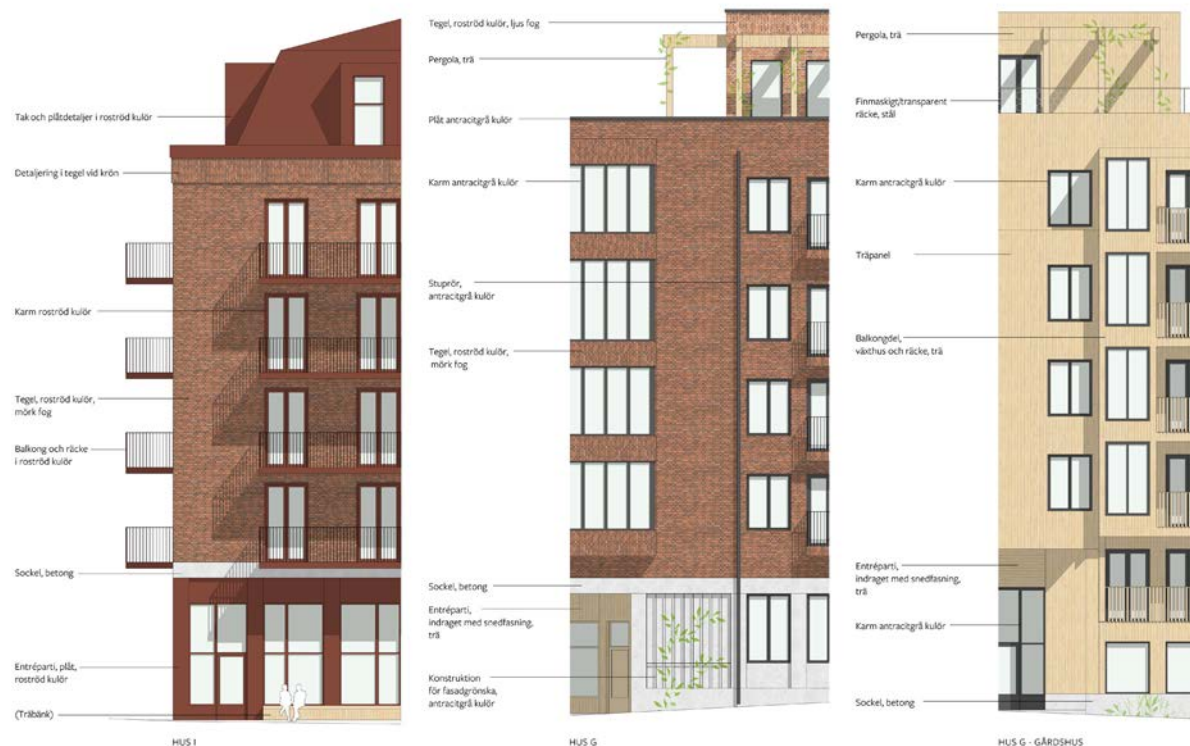 Tak och plåtdetaljer i roströd kulör
Detaljering i tegel vid krön
Karm roströd kulör
Tegel, roströd kulör,
mörk fog
Balkong och räcke
i roströd kulör
Sockel, betong
Entréparti, plåt,
roströd kulör
(Träbänk)
HUS I
Tegel, roströd kulör, ljus fog
Pergola, trä
Plåt antracitgrå kulör
Karm antracitgrå kulör
Stuprör,
antracitgrå kulör
Tegel, roströd kulör,
mörk fog
Sockel, betong
Entréparti,
indraget med snedfasning,
trä
Konstruktion
för fasadgrönska,
antracitgrå kulör
HUS G
Pergola, trä
Finmaskigt/transparent
räcke, stål
Karm antracitgrå kulör
Träpanel
Balkongdel,
växthus och räcke, trä
Entréparti,
indraget med snedfasning,
trä
Karm antracitgrå kulör
Sockel, betong
HUS G - GÅRDSHUS